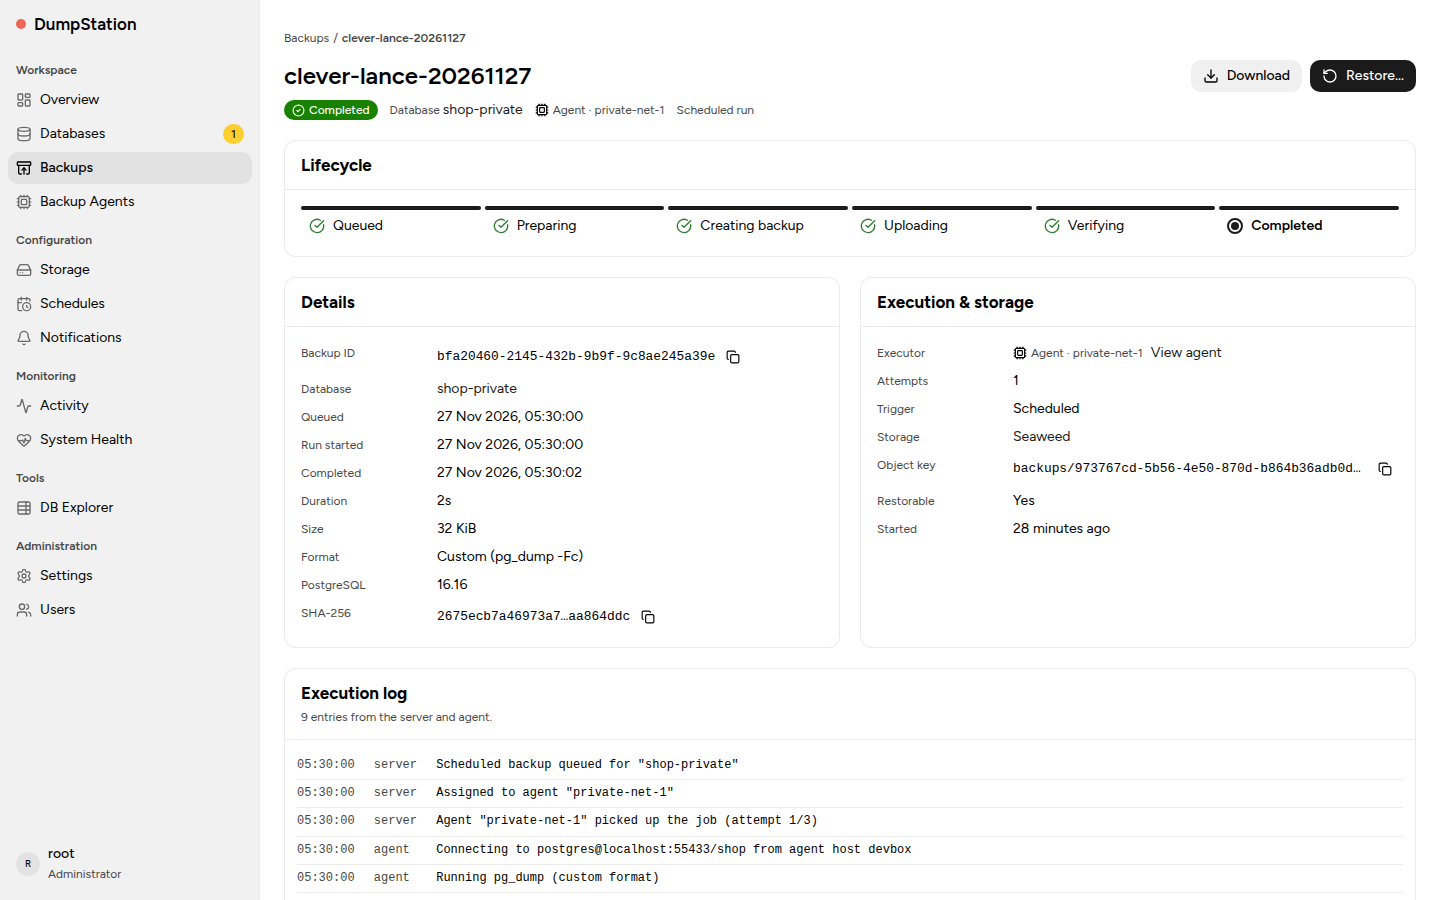 DumpStation
Workspace
Overview
Databases
1
Backups
Backup Agents
Configuration
Storage
Schedules
Notifications
Monitoring
Activity
System Health
Tools
DB Explorer
Administration
Settings
Users
R
root
Administrator
Backups / clever-lance-20261127
clever-lance-20261127
Download
Restore...
Completed
Database shop-private
Agent · private-net-1
Scheduled run
Lifecycle
Queued
Preparing
Creating backup
Uploading
Verifying
Completed
Details
Backup ID bfa20460-2145-432b-9b9f-9c8ae245a39e
Database shop-private
Queued 27 Nov 2026, 05:30:00
Run started 27 Nov 2026, 05:30:00
Completed 27 Nov 2026, 05:30:02
Duration 2s
Size 32 KiB
Format Custom (pg_dump -Fc)
PostgreSQL 16.16
SHA-256 2675ecb7a46973a7…aa864ddc
Execution & storage
Executor Agent · private-net-1 View agent
Attempts 1
Trigger Scheduled
Storage Seaweed
Object key backups/973767cd-5b56-4e50-870d-b864b36adb0d…
Restorable Yes
Started 28 minutes ago
Execution log
9 entries from the server and agent.
05:30:00 server Scheduled backup queued for "shop-private"
05:30:00 server Assigned to agent "private-net-1"
05:30:00 server Agent "private-net-1" picked up the job (attempt 1/3)
05:30:00 agent Connecting to postgres@localhost:55433/shop from agent host devbox
05:30:00 agent Running pg_dump (custom format)